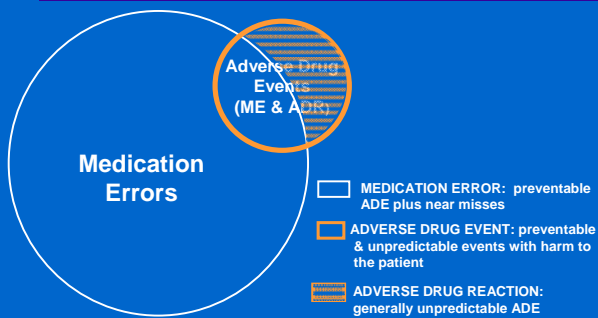 Adverse Drug
Events
(ME & ADR)
Medication
Errors
MEDICATION ERROR: preventable
ADE plus near misses
ADVERSE DRUG EVENT: preventable
& unpredictable events with harm to
the patient
ADVERSE DRUG REACTION:
generally unpredictable ADE